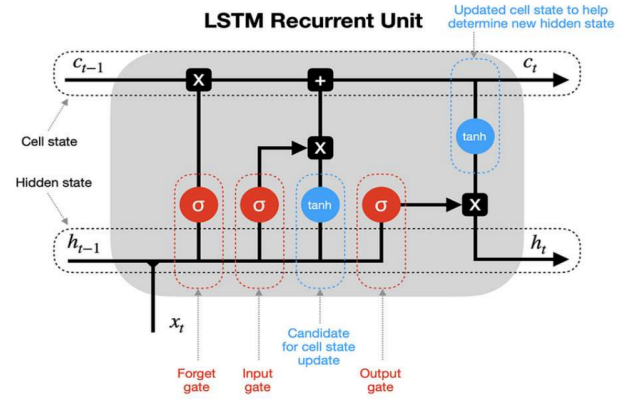 LSTM Recurrent Unit
Updated cell state to help
determine new hidden state
c_{t-1}
c_t
X
+
tanh
Cell state
X
Hidden state
σ
σ
tanh
σ
X
h_{t-1}
h_t
x_t
Candidate
for cell state
update
Forget
gate
Input
gate
Output
gate